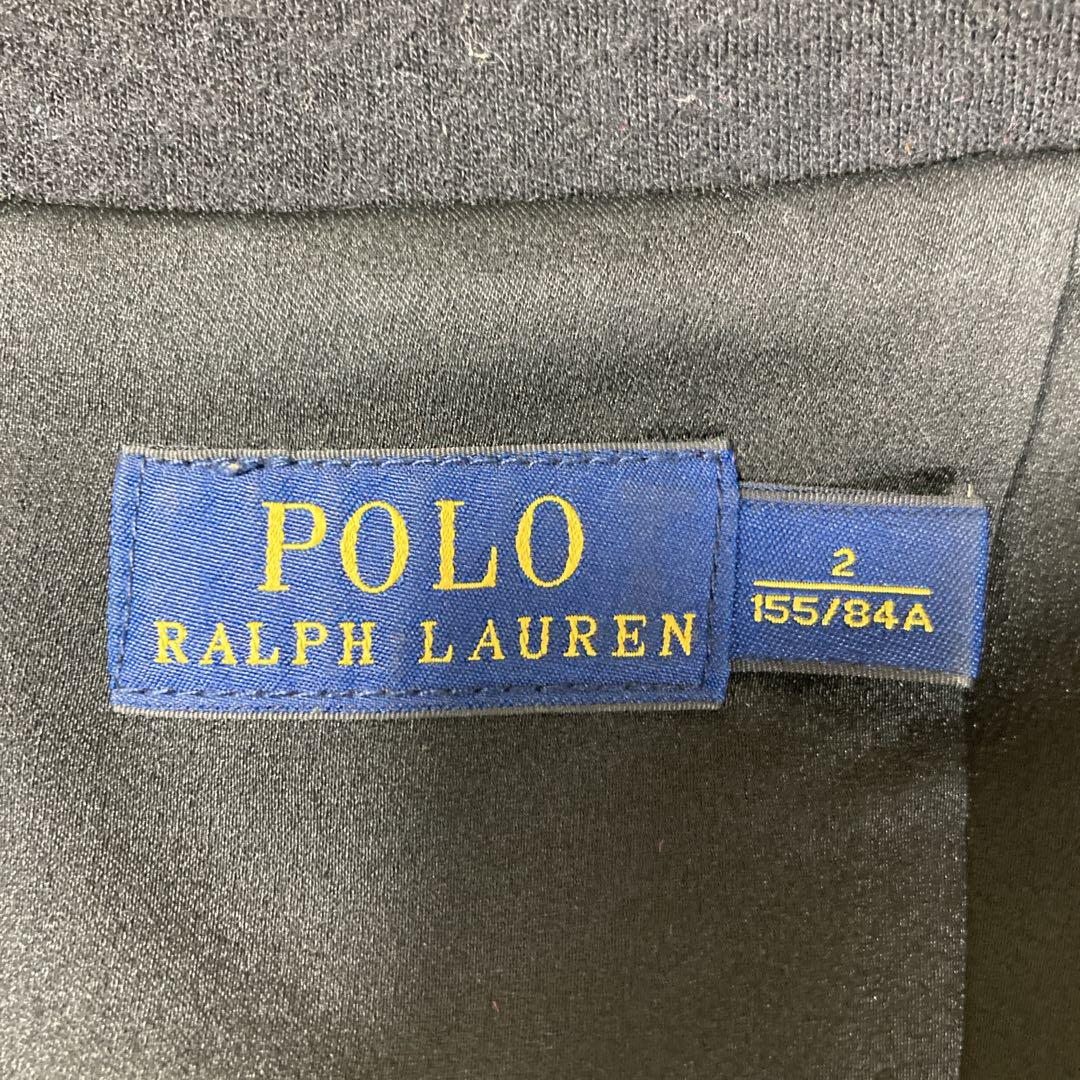 POLO
RALPH LAUREN
2
155/84A